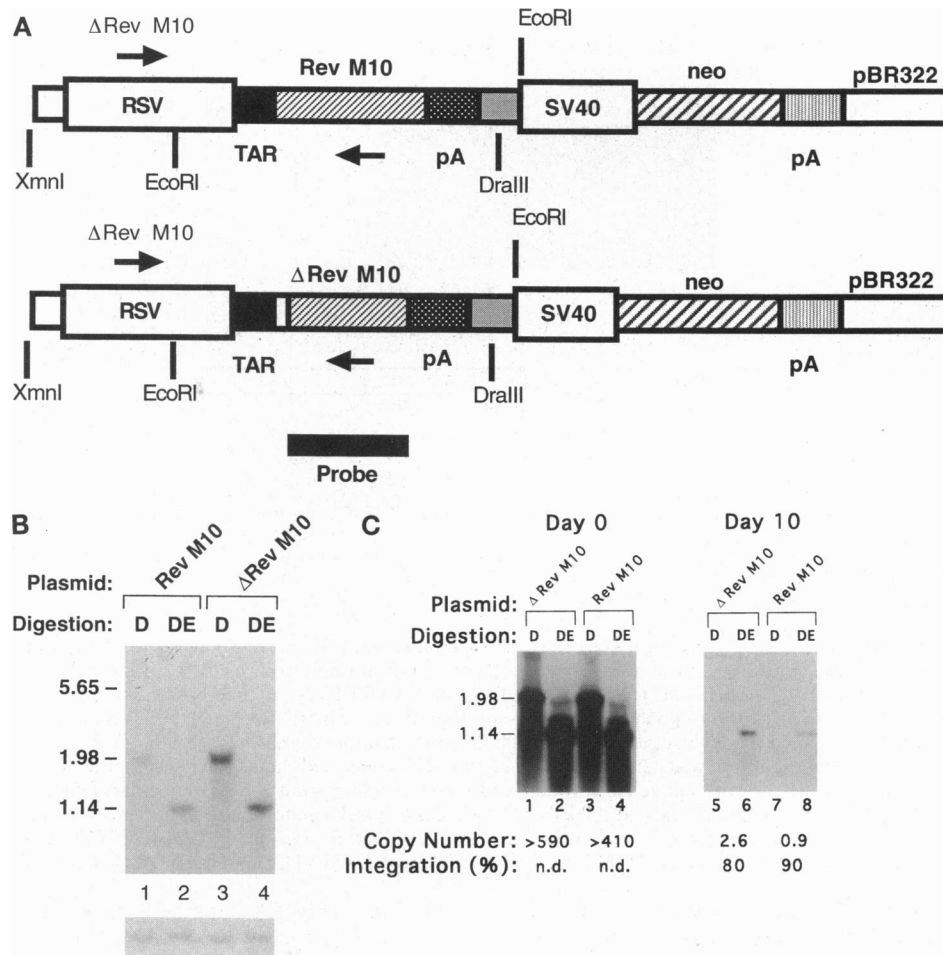 A
ΔRev M10
EcoRI
Rev M10
neo
pBR322
RSV
SV40
TAR
pA
pA
XmnI
EcoRI
DraIII
ΔRev M10
EcoRI
ΔRev M10
neo
pBR322
RSV
SV40
TAR
pA
pA
XmnI
EcoRI
DraIII
Probe
B
Plasmid: Rev M10 ΔRev M10
Digestion: D DE D DE
5.65
1.98
1.14
1 2 3 4
C
Day 0 Day 10
Plasmid: Δ Rev M10 Rev M10 Δ Rev M10 Rev M10
Digestion: D DE D DE D DE D DE
1.98
1.14
1 2 3 4 5 6 7 8
Copy Number: >590 >410 2.6 0.9
Integration (%): n.d. n.d. 80 90